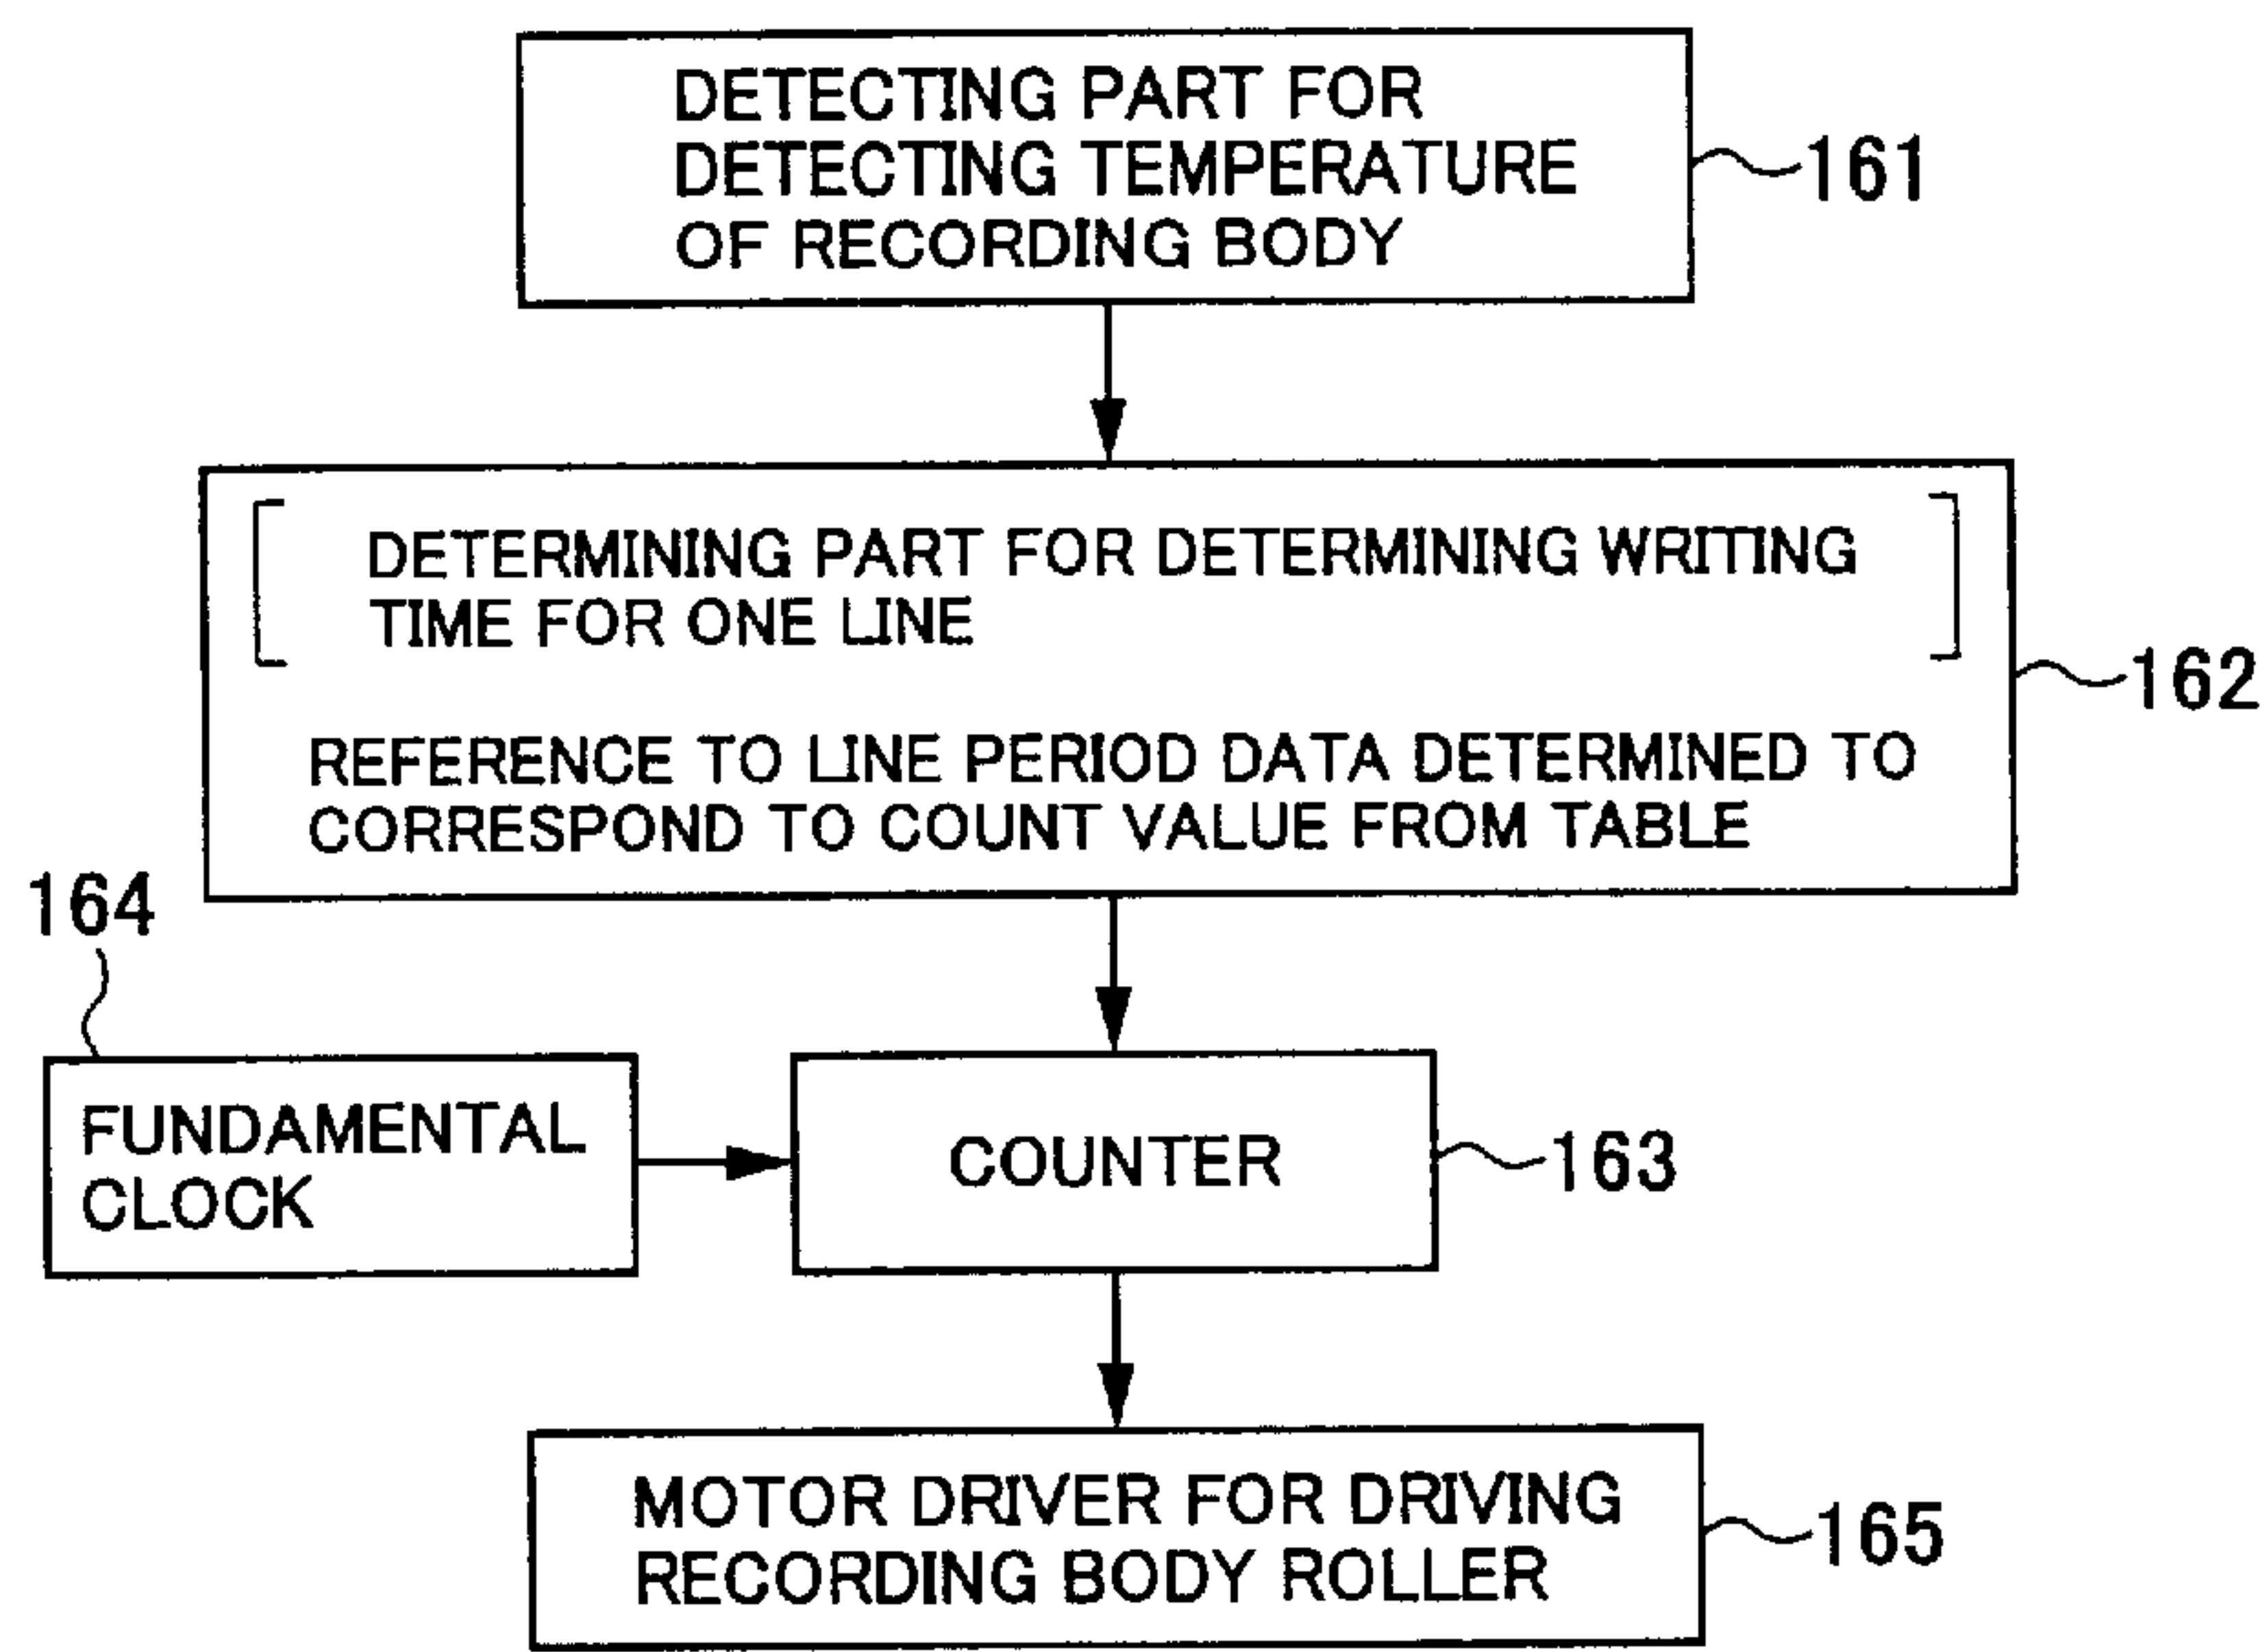 DETECTING PART FOR
DETECTING TEMPERATURE
OF RECORDING BODY
161
DETERMINING PART FOR DETERMINING WRITING
TIME FOR ONE LINE
REFERENCE TO LINE PERIOD DATA DETERMINED TO
CORRESPOND TO COUNT VALUE FROM TABLE
162
164
FUNDAMENTAL
CLOCK
COUNTER
163
MOTOR DRIVER FOR DRIVING
RECORDING BODY ROLLER
165